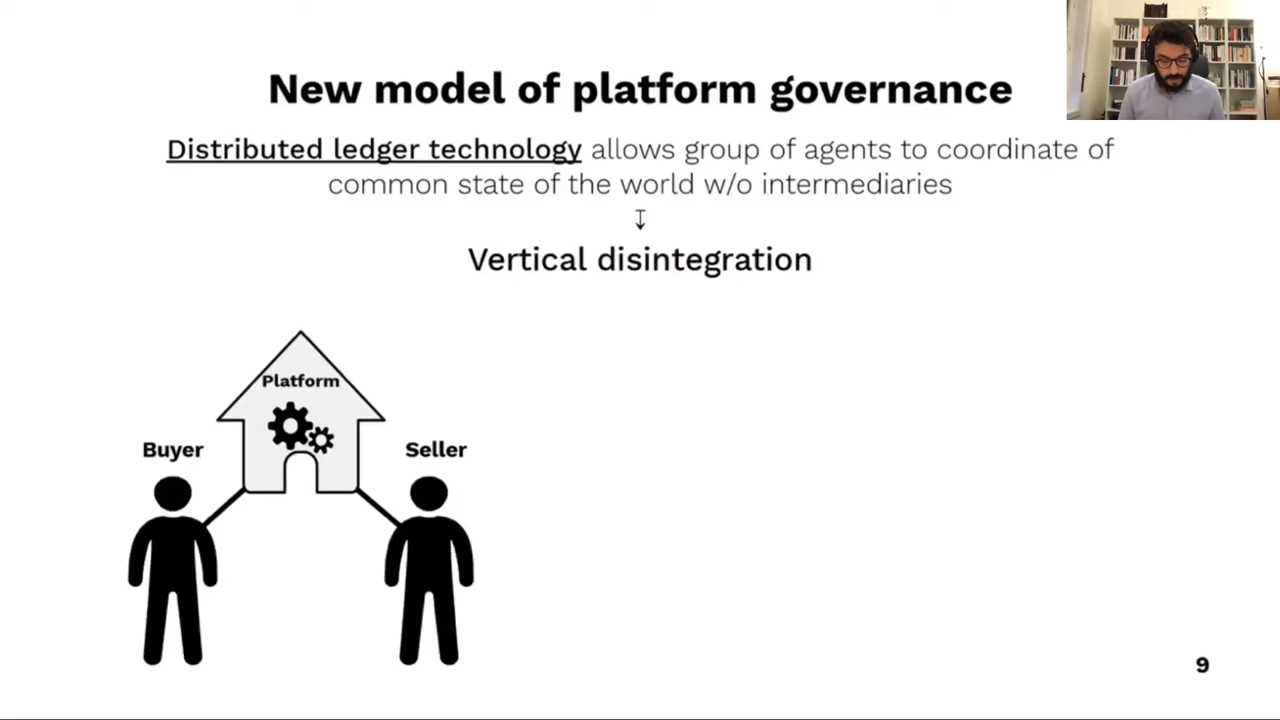 New model of platform governance
Distributed ledger technology allows group of agents to coordinate of
common state of the world w/o intermediaries
↧
Vertical disintegration
Platform
Buyer
Seller
9